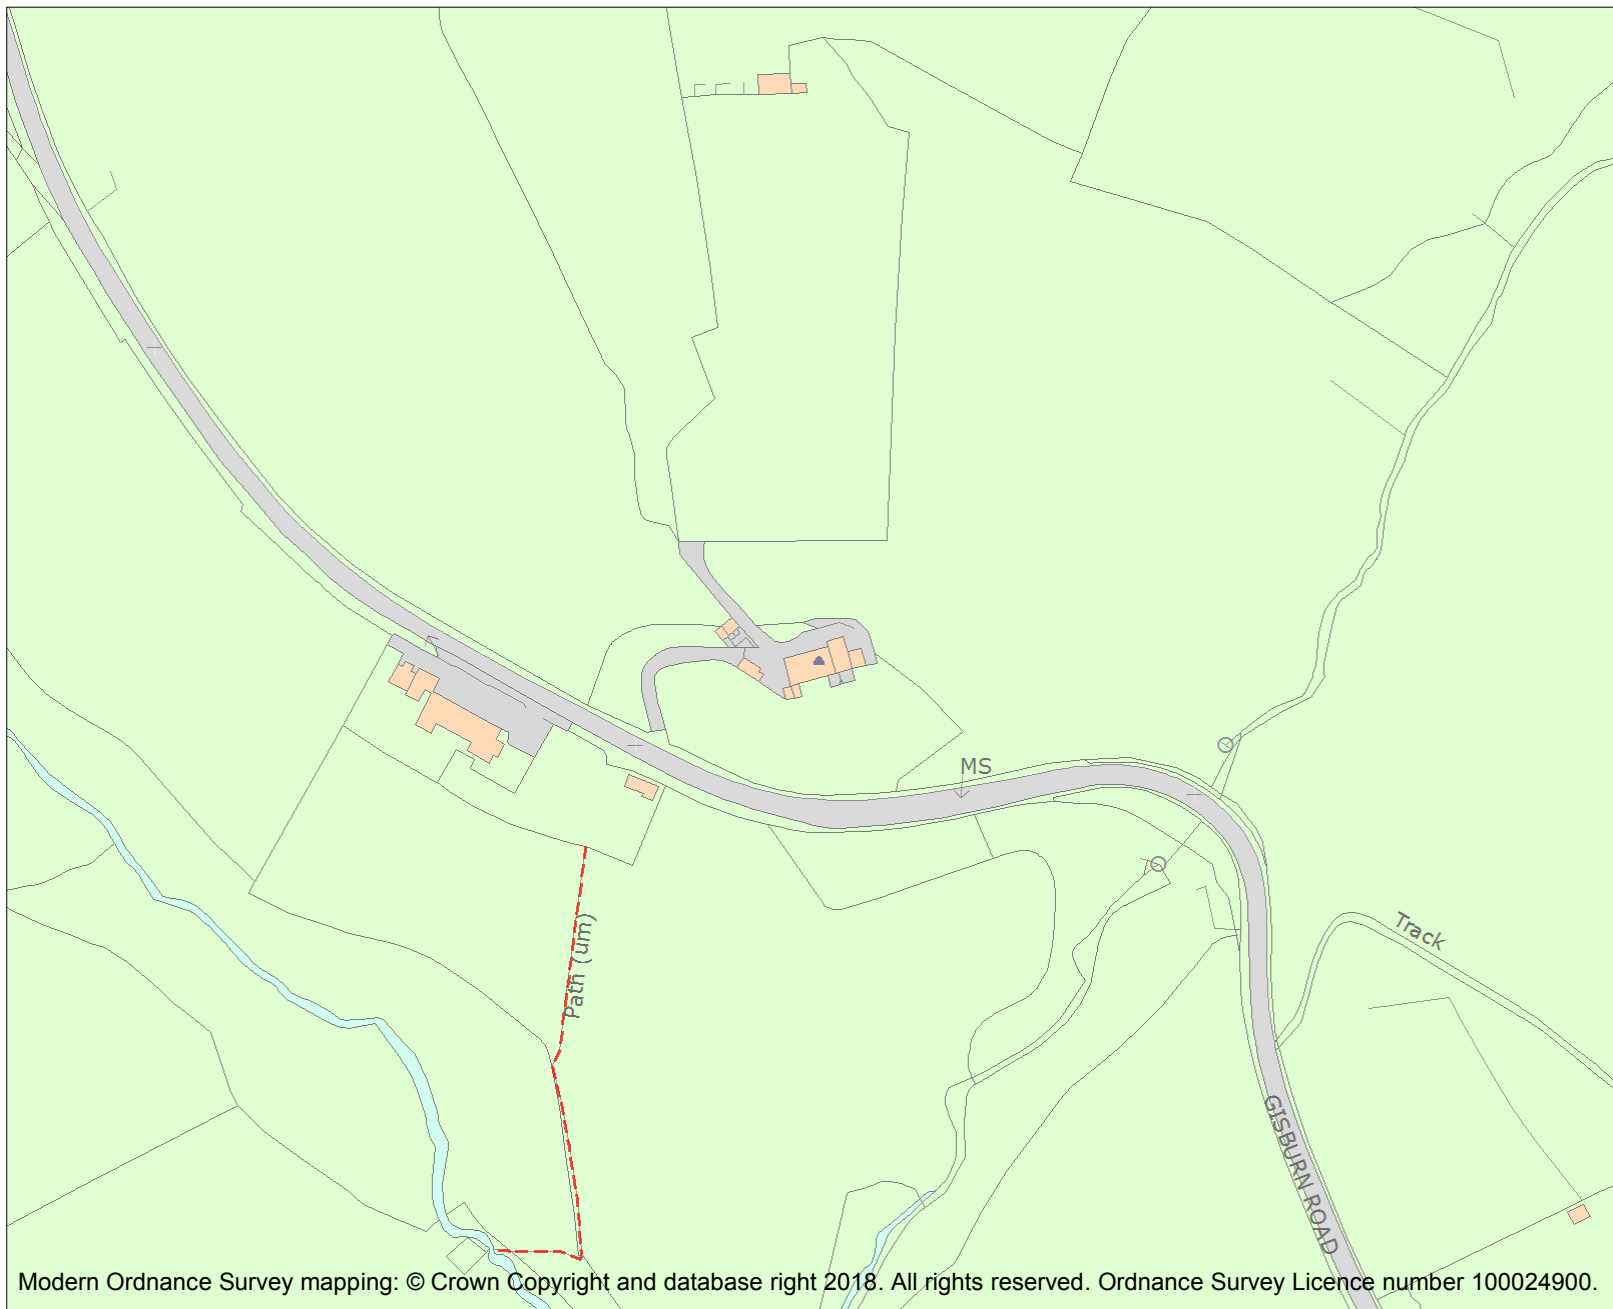 MS
Path (um)
Track
GISBURN ROAD
Modern Ordnance Survey mapping: © Crown Copyright and database right 2018. All rights reserved. Ordnance Survey Licence number 100024900.